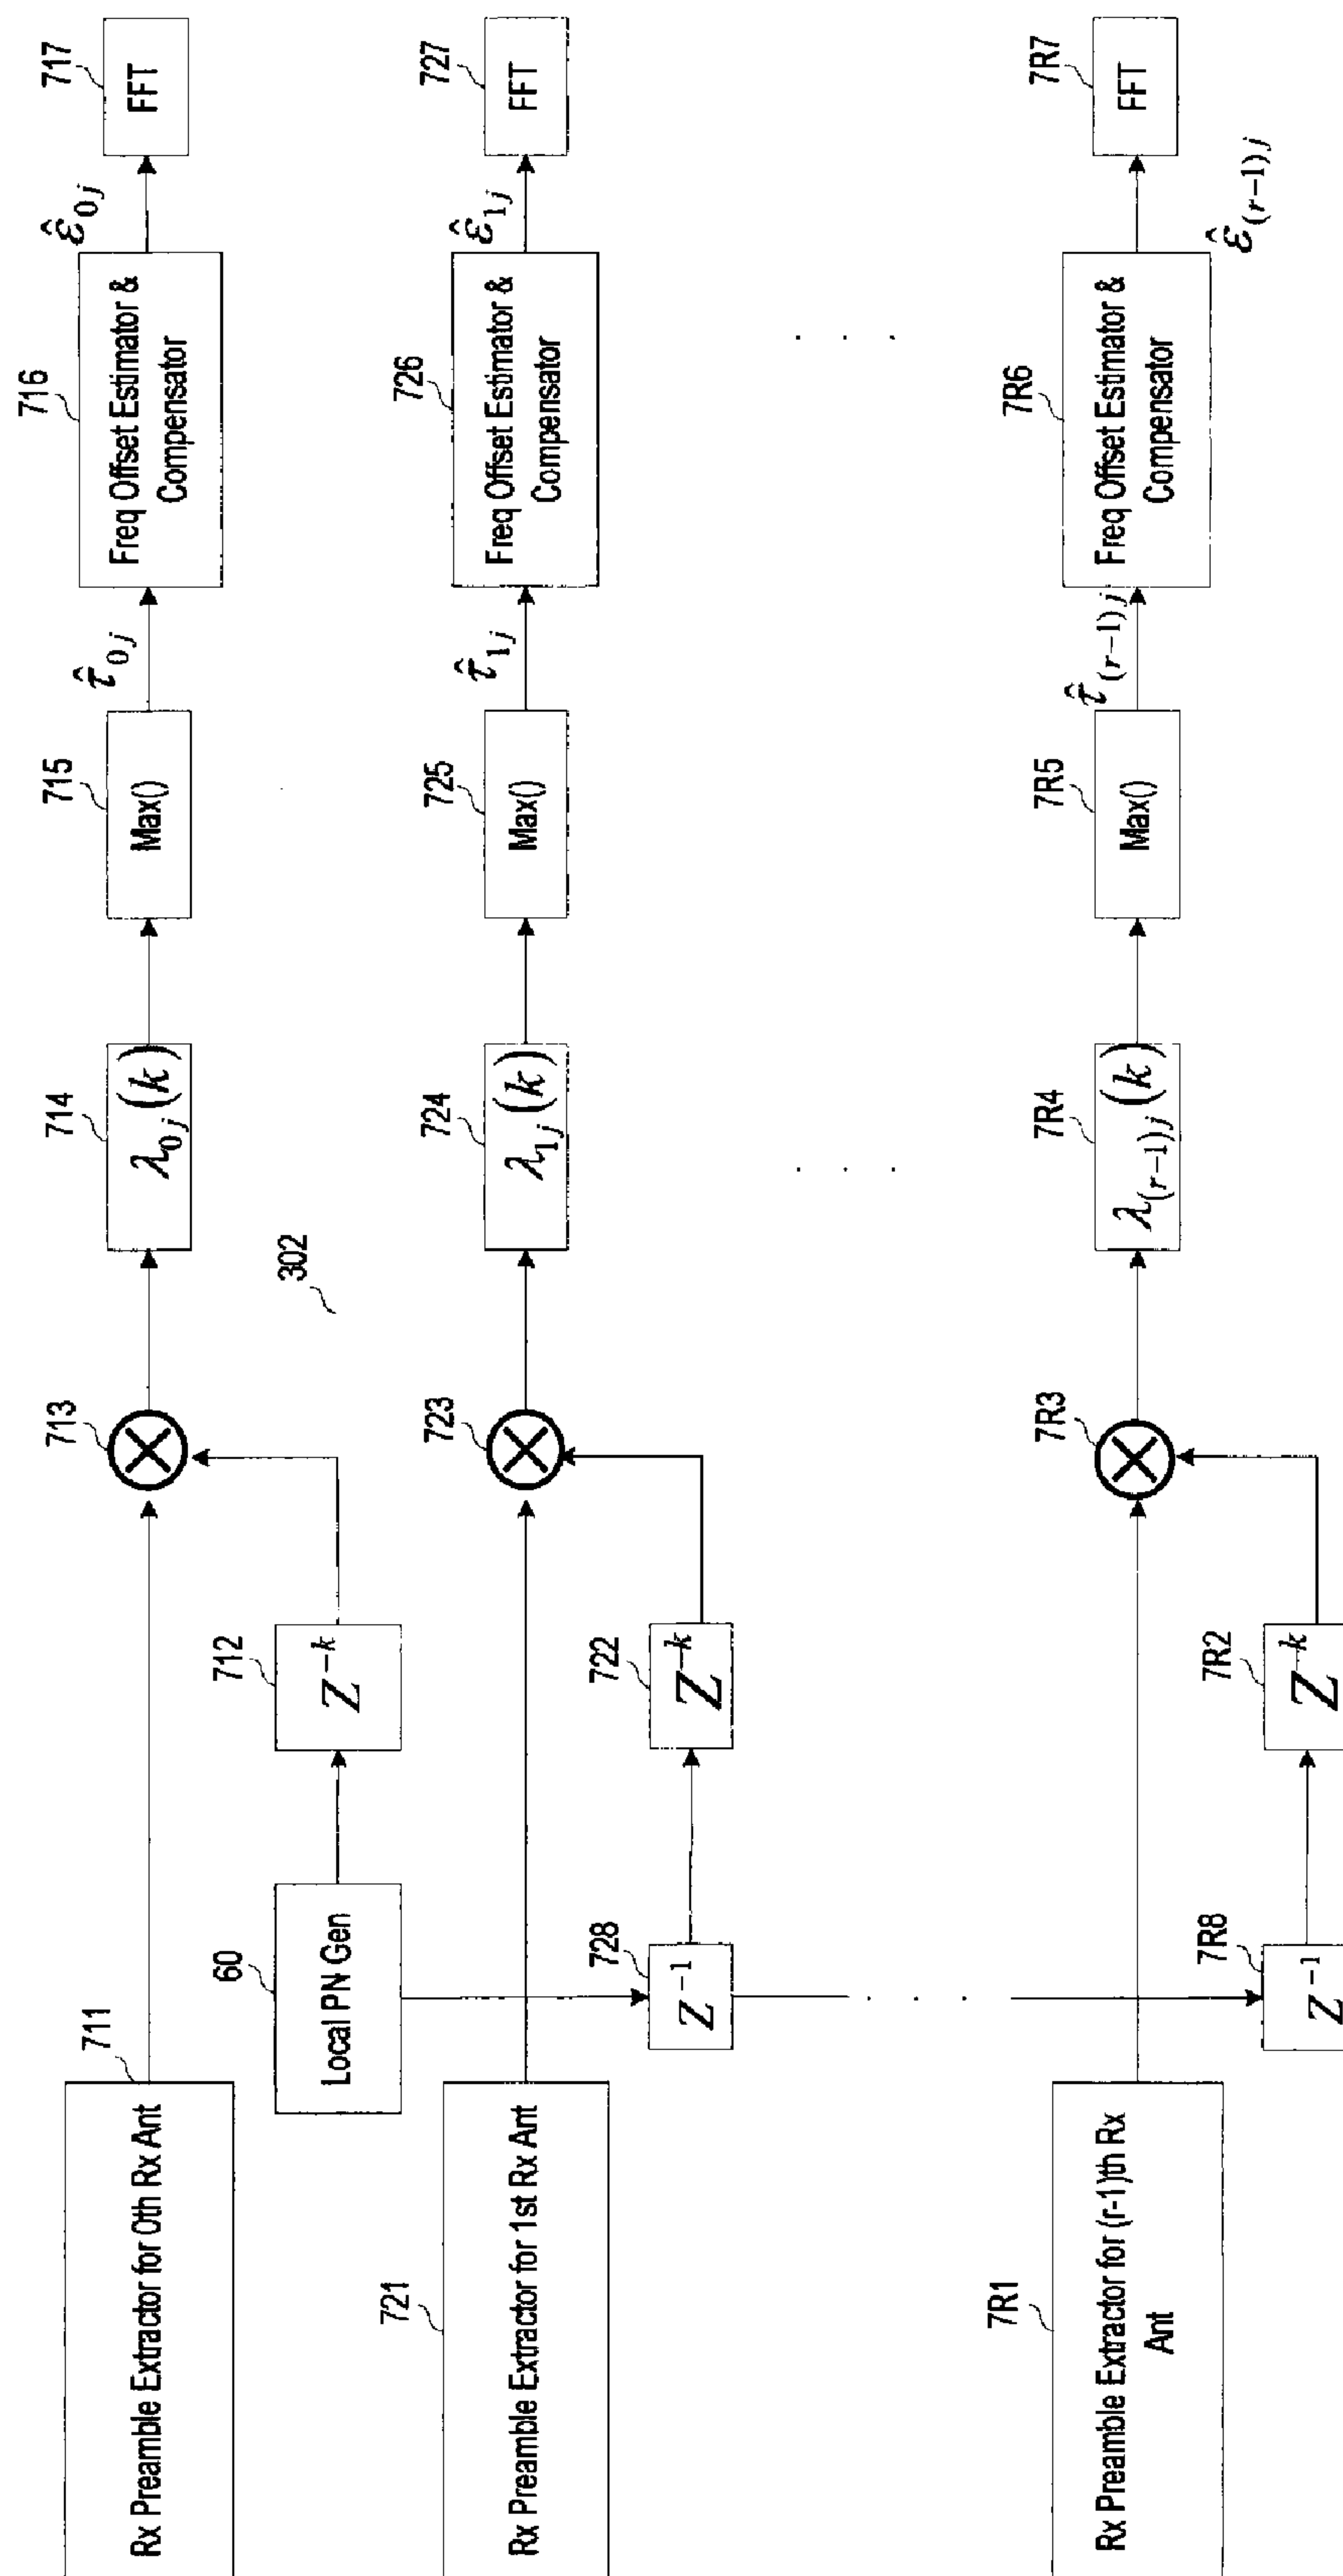 711
Rx Preamble Extractor for 0th Rx Ant
713
714
λ₀ⱼ(k)
715
Max()
τ̂₀ⱼ
716
Freq Offset Estimator &
Compensator
ε̂₀ⱼ
717
FFT
60
Local PN Gen
712
Z⁻ᵏ
302
721
Rx Preamble Extractor for 1st Rx Ant
723
724
λ₁ⱼ(k)
725
Max()
τ̂₁ⱼ
726
Freq Offset Estimator &
Compensator
ε̂₁ⱼ
727
FFT
728
Z⁻¹
722
Z⁻ᵏ
. . .
. . .
. . .
7R1
Rx Preamble Extractor for (r-1)th Rx
Ant
7R3
7R4
λ₍ᵣ₋₁₎ⱼ(k)
7R5
Max()
τ̂₍ᵣ₋₁₎ⱼ
7R6
Freq Offset Estimator &
Compensator
ε̂₍ᵣ₋₁₎ⱼ
7R7
FFT
7R8
Z⁻¹
7R2
Z⁻ᵏ